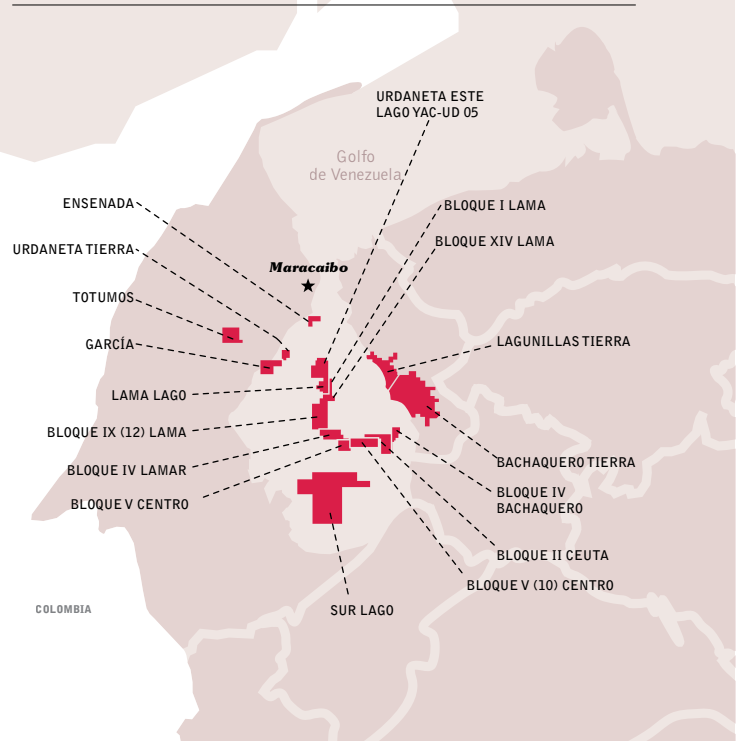 URDANETA ESTE
LAGO YAC-UD 05
Golfo
de Venezuela
ENSENADA
BLOQUE I LAMA
URDANETA TIERRA
BLOQUE XIV LAMA
Maracaibo
TOTUMOS
GARCÍA
LAGUNILLAS TIERRA
LAMA LAGO
BLOQUE IX (12) LAMA
BLOQUE IV LAMAR
BACHAQUERO TIERRA
BLOQUE IV
BACHAQUERO
BLOQUE V CENTRO
BLOQUE II CEUTA
BLOQUE V (10) CENTRO
SUR LAGO
COLOMBIA